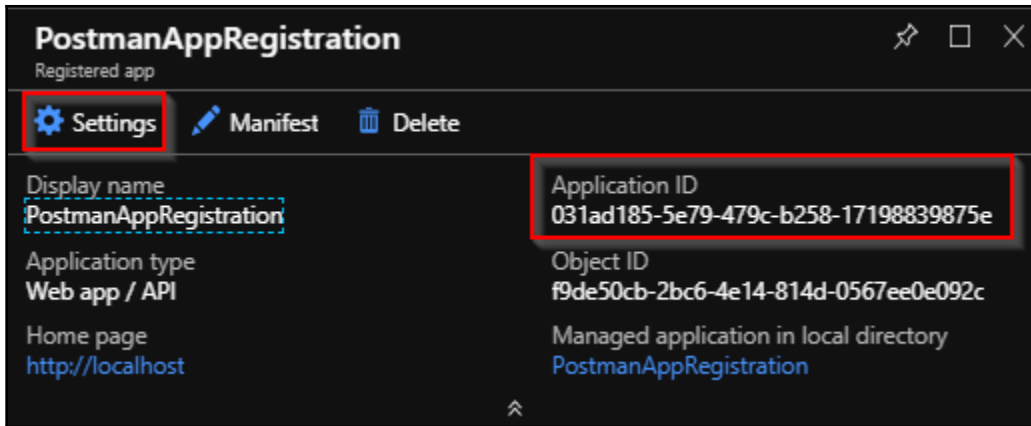 PostmanAppRegistration
Registered app
Settings Manifest Delete
Display name
PostmanAppRegistration
Application ID
031ad185-5e79-479c-b258-17198839875e
Application type
Web app / API
Object ID
f9de50cb-2bc6-4e14-814d-0567ee0e092c
Home page
http://localhost
Managed application in local directory
PostmanAppRegistration